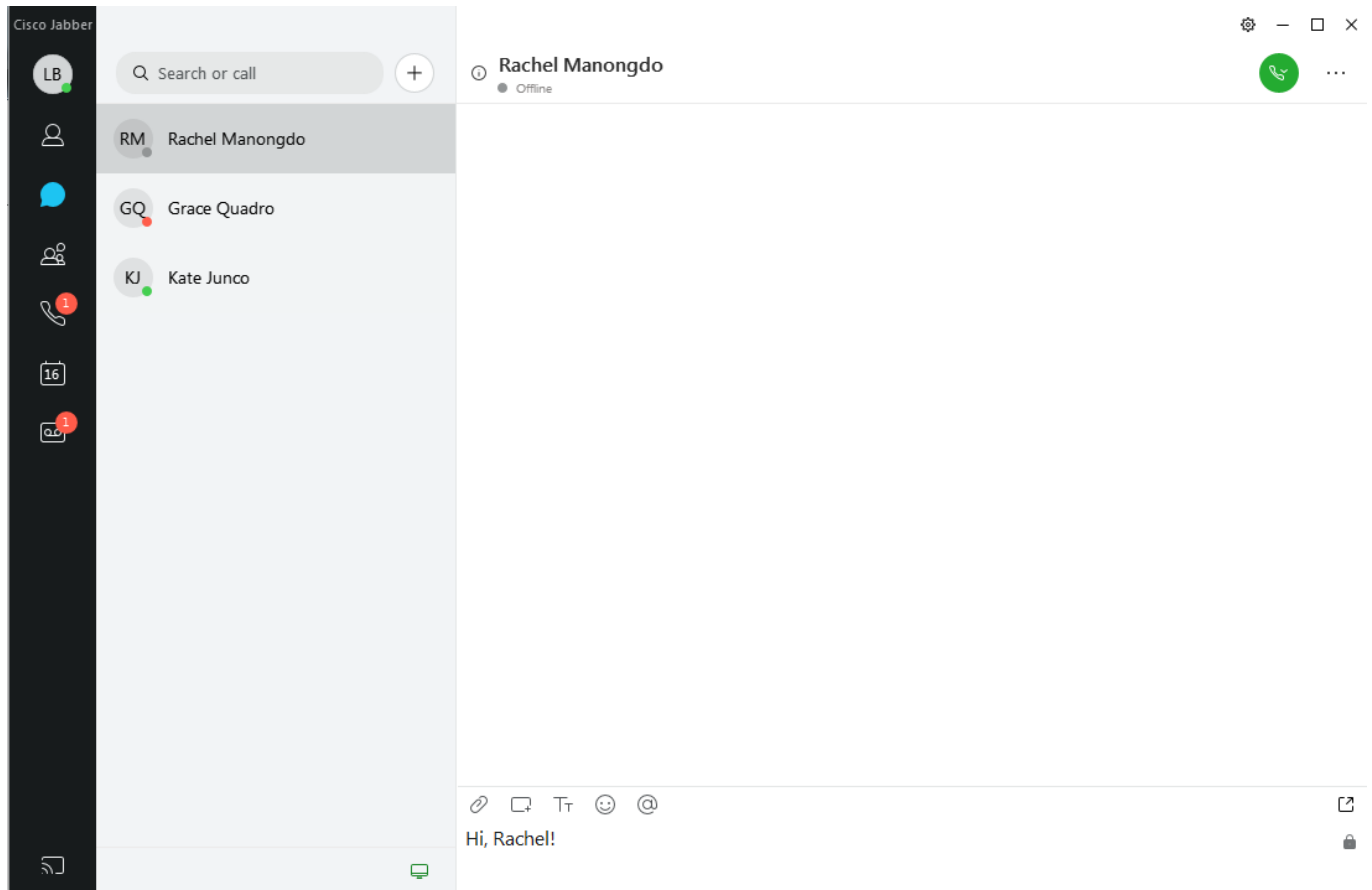 Cisco Jabber
LB
Search or call
Rachel Manongdo
Offline
RM Rachel Manongdo
GQ Grace Quadro
KJ Kate Junco
1
16
1
Hi, Rachel!